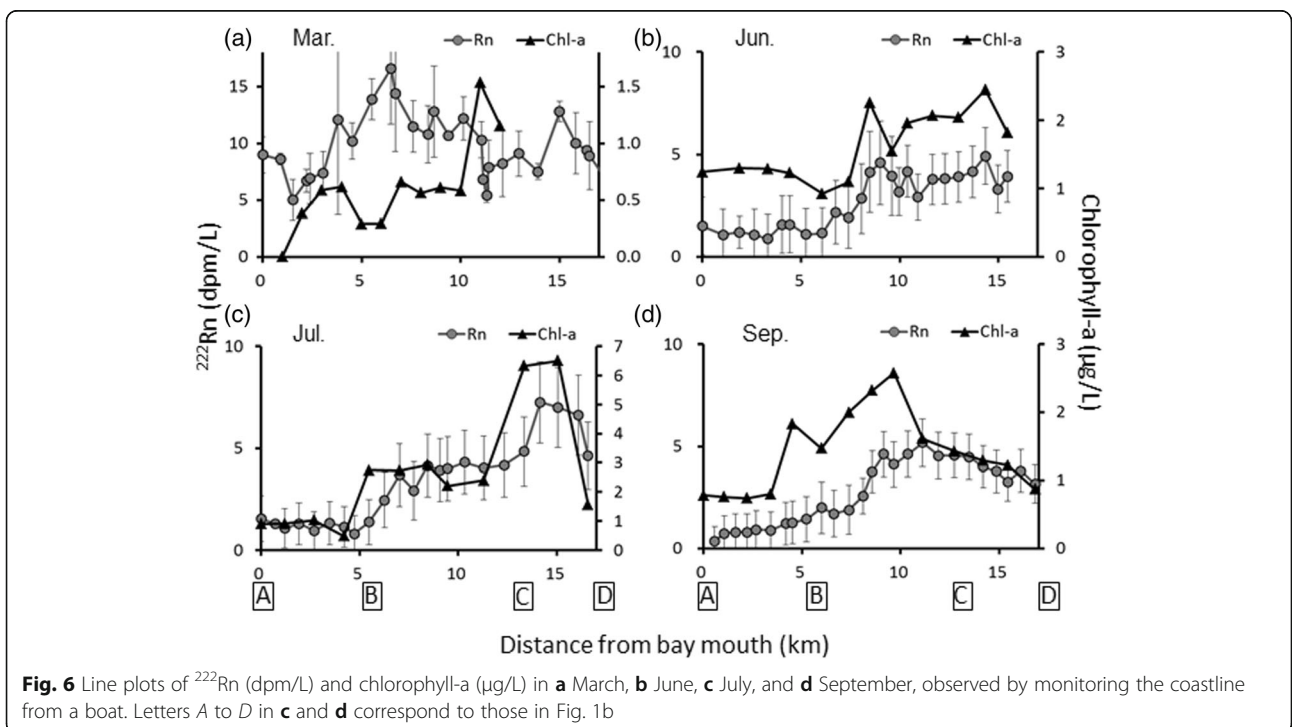 (a) Mar. Rn Chl-a
15 10 5 0
1.5 1.0 0.5 0.0
0 5 10 15
(b) Jun. Rn Chl-a
10 5 0
3 2 1 0
0 5 10 15
(c) Jul. Rn Chl-a
10 5 0
7 6 5 4 3 2 1 0
0 5 10 15
A B C D
(d) Sep. Rn Chl-a
10 5 0
3 2 1 0
0 5 10 15
A B C D
²²²Rn (dpm/L)
Chlorophyll-a (µg/L)
Distance from bay mouth (km)
Fig. 6 Line plots of ²²²Rn (dpm/L) and chlorophyll-a (µg/L) in a March, b June, c July, and d September, observed by monitoring the coastline
from a boat. Letters A to D in c and d correspond to those in Fig. 1b